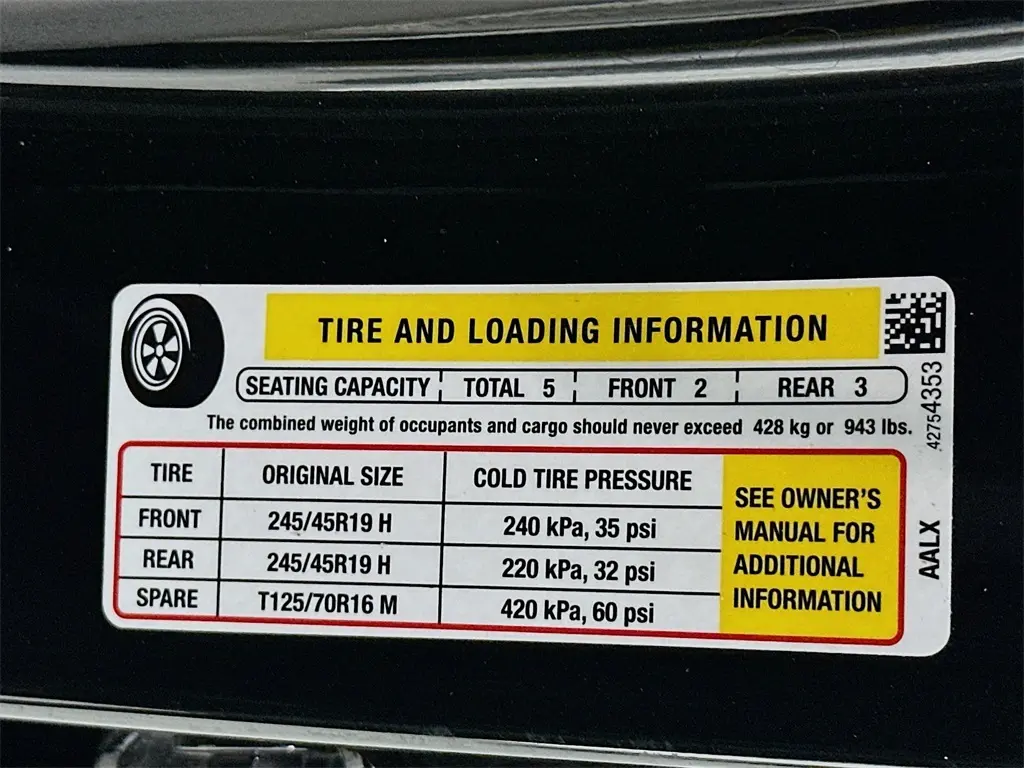 TIRE AND LOADING INFORMATION
SEATING CAPACITY TOTAL 5 FRONT 2 REAR 3
The combined weight of occupants and cargo should never exceed 428 kg or 943 lbs.
TIRE ORIGINAL SIZE COLD TIRE PRESSURE
FRONT 245/45R19 H 240 kPa, 35 psi
REAR 245/45R19 H 220 kPa, 32 psi
SPARE T125/70R16 M 420 kPa, 60 psi
SEE OWNER'S
MANUAL FOR
ADDITIONAL
INFORMATION
42754353
AALX